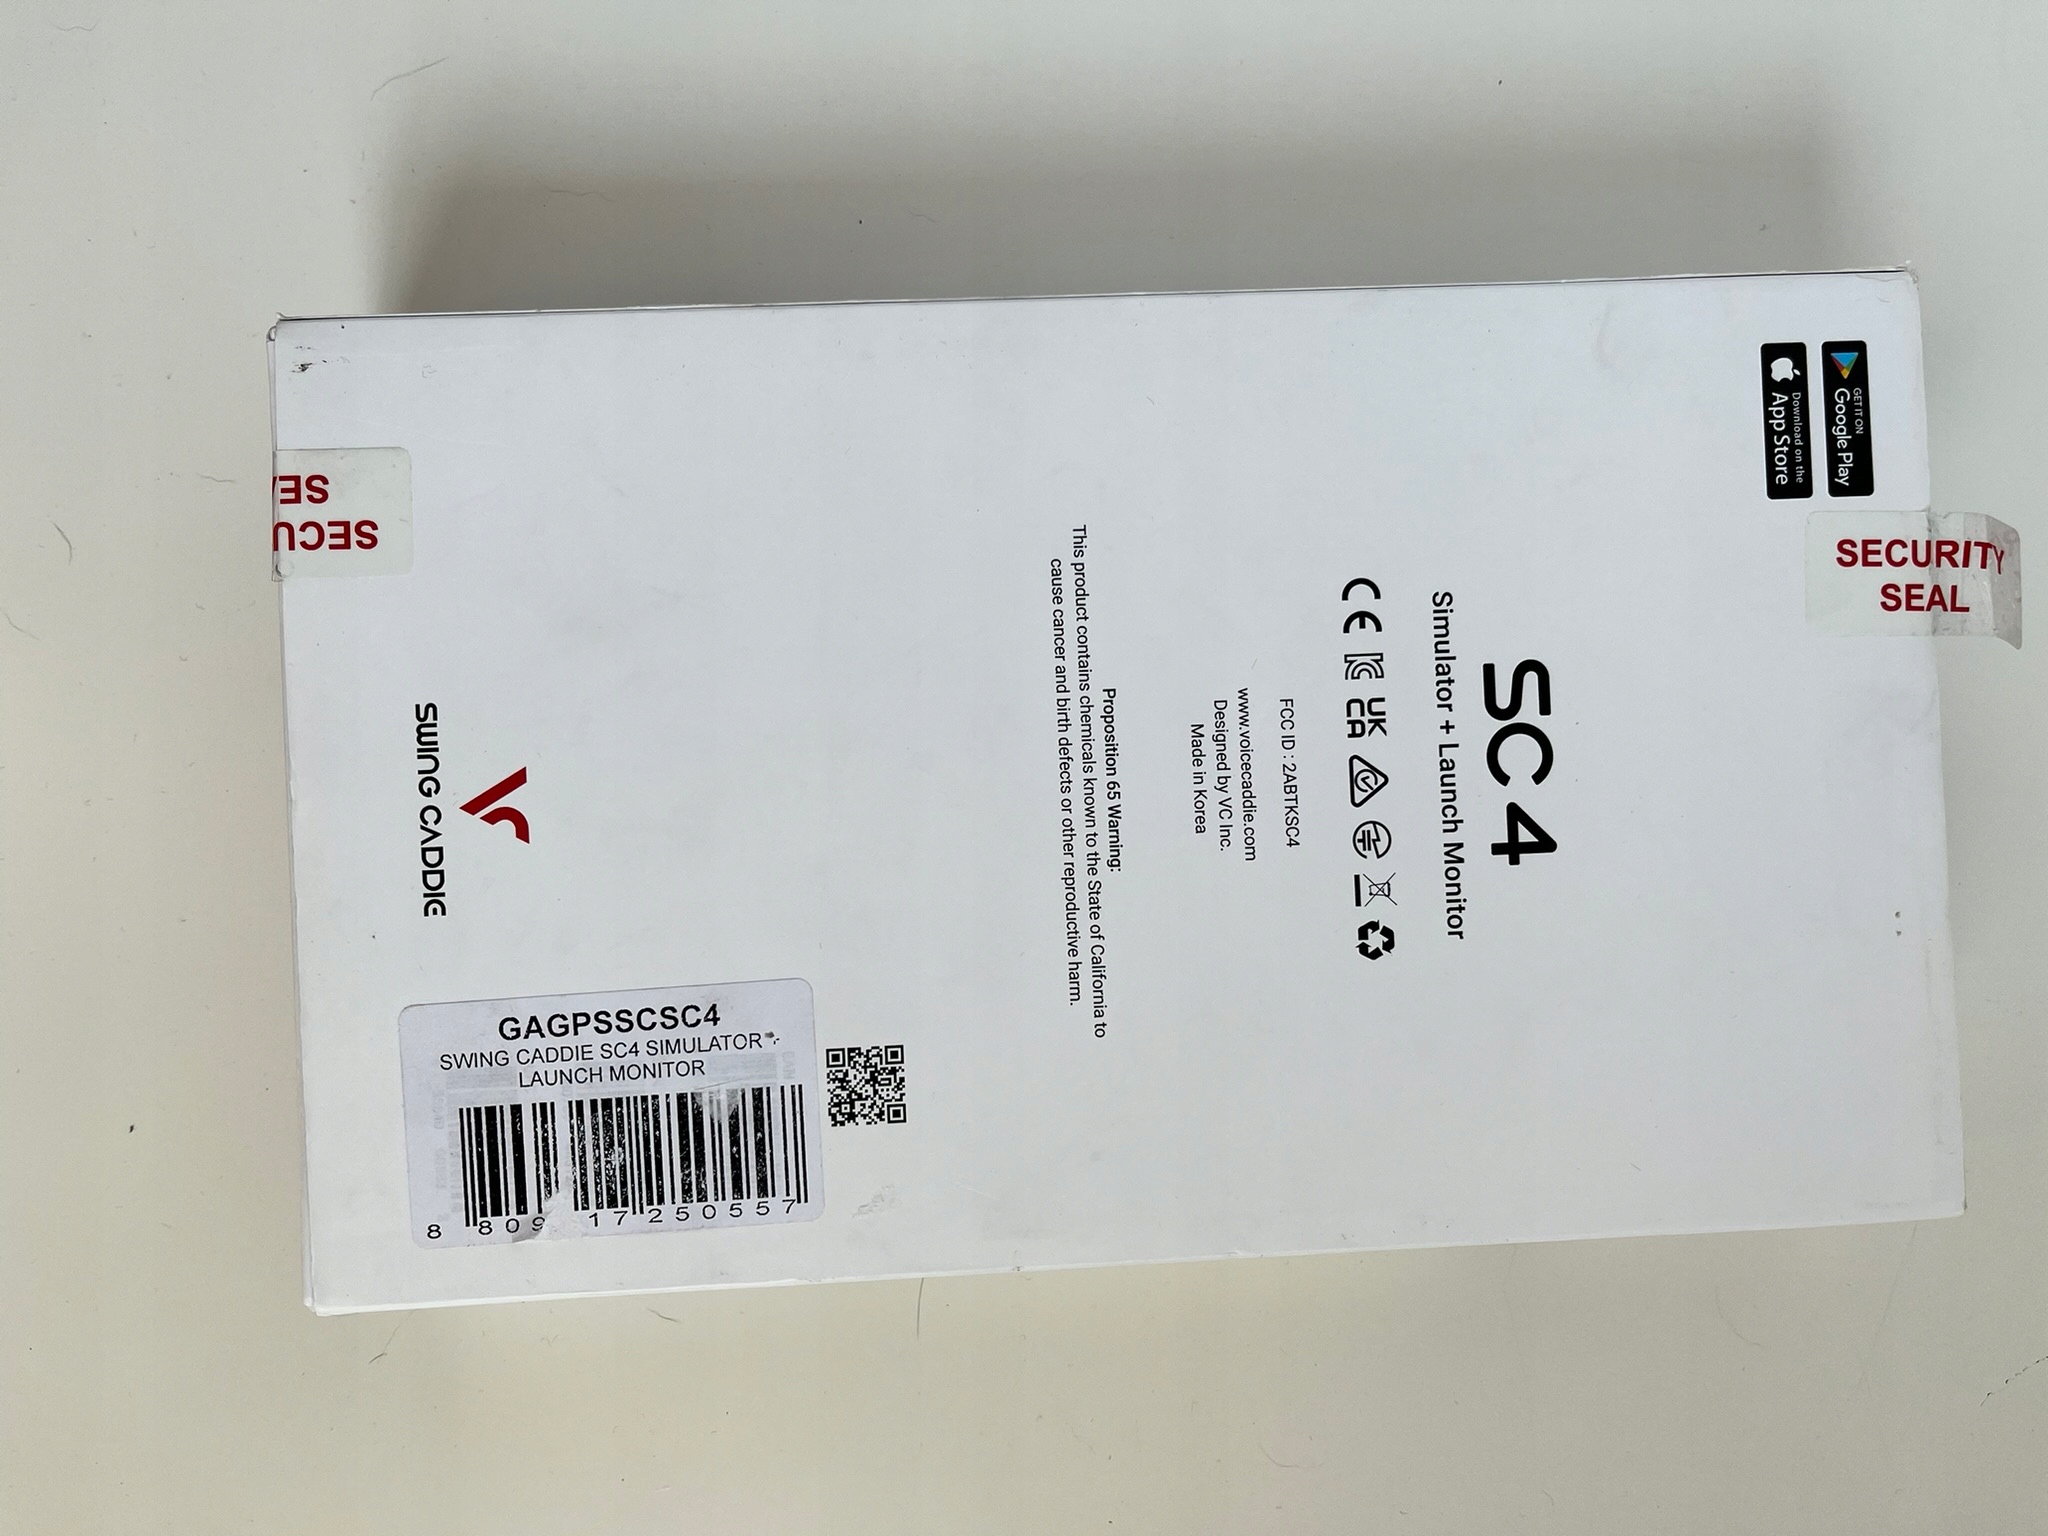 GET IT ON
Google Play
Download on the
App Store
SECURITY
SEAL
SC4
Simulator + Launch Monitor
CE
UK
CA
FCC ID : 2ABTKSC4
www.voicecaddie.com
Designed by VC Inc.
Made in Korea
Proposition 65 Warning:
This product contains chemicals known to the State of California to
cause cancer and birth defects or other reproductive harm.
SWING CADDIE
SECU
SE
GAGPSSCSC4
SWING CADDIE SC4 SIMULATOR
LAUNCH MONITOR
8 809 17250557